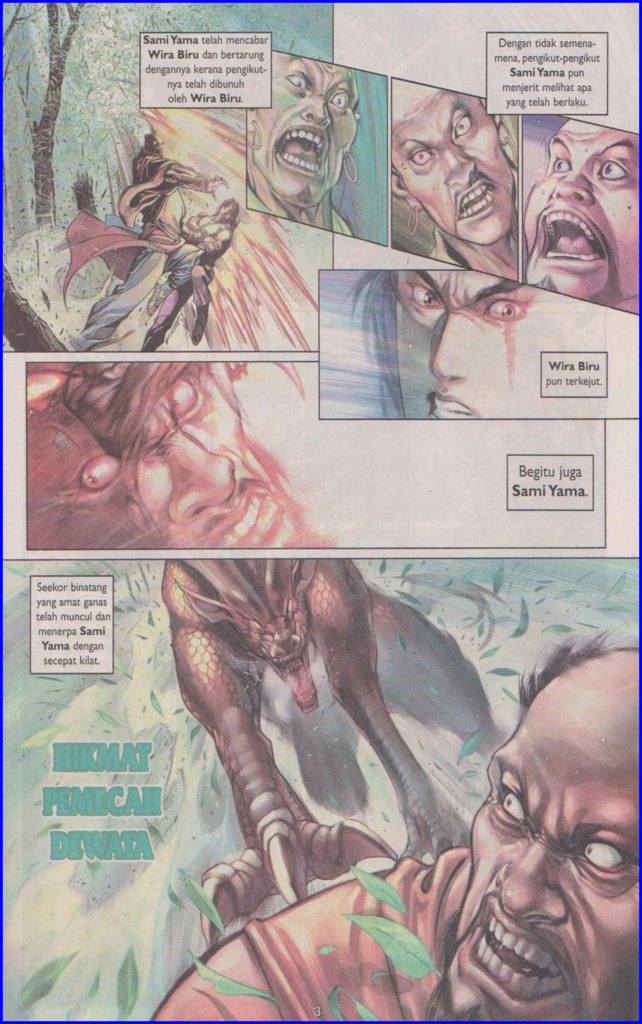 Sami Yama telah mencabar
Wira Biru dan bertarung
dengannya kerana pengikut-
nya telah dibunuh
oleh Wira Biru.
Dengan tidak semena-
mena, pengikut-pengikut
Sami Yama pun
menjerit melihat apa
yang telah berlaku.
Wira Biru
pun terkejut.
Begitu juga
Sami Yama.
Seekor binatang
yang amat ganas
telah muncul dan
menerpa Sami
Yama dengan
secepat kilat.
HIKMAT
PEMECAH
DEWATA
3